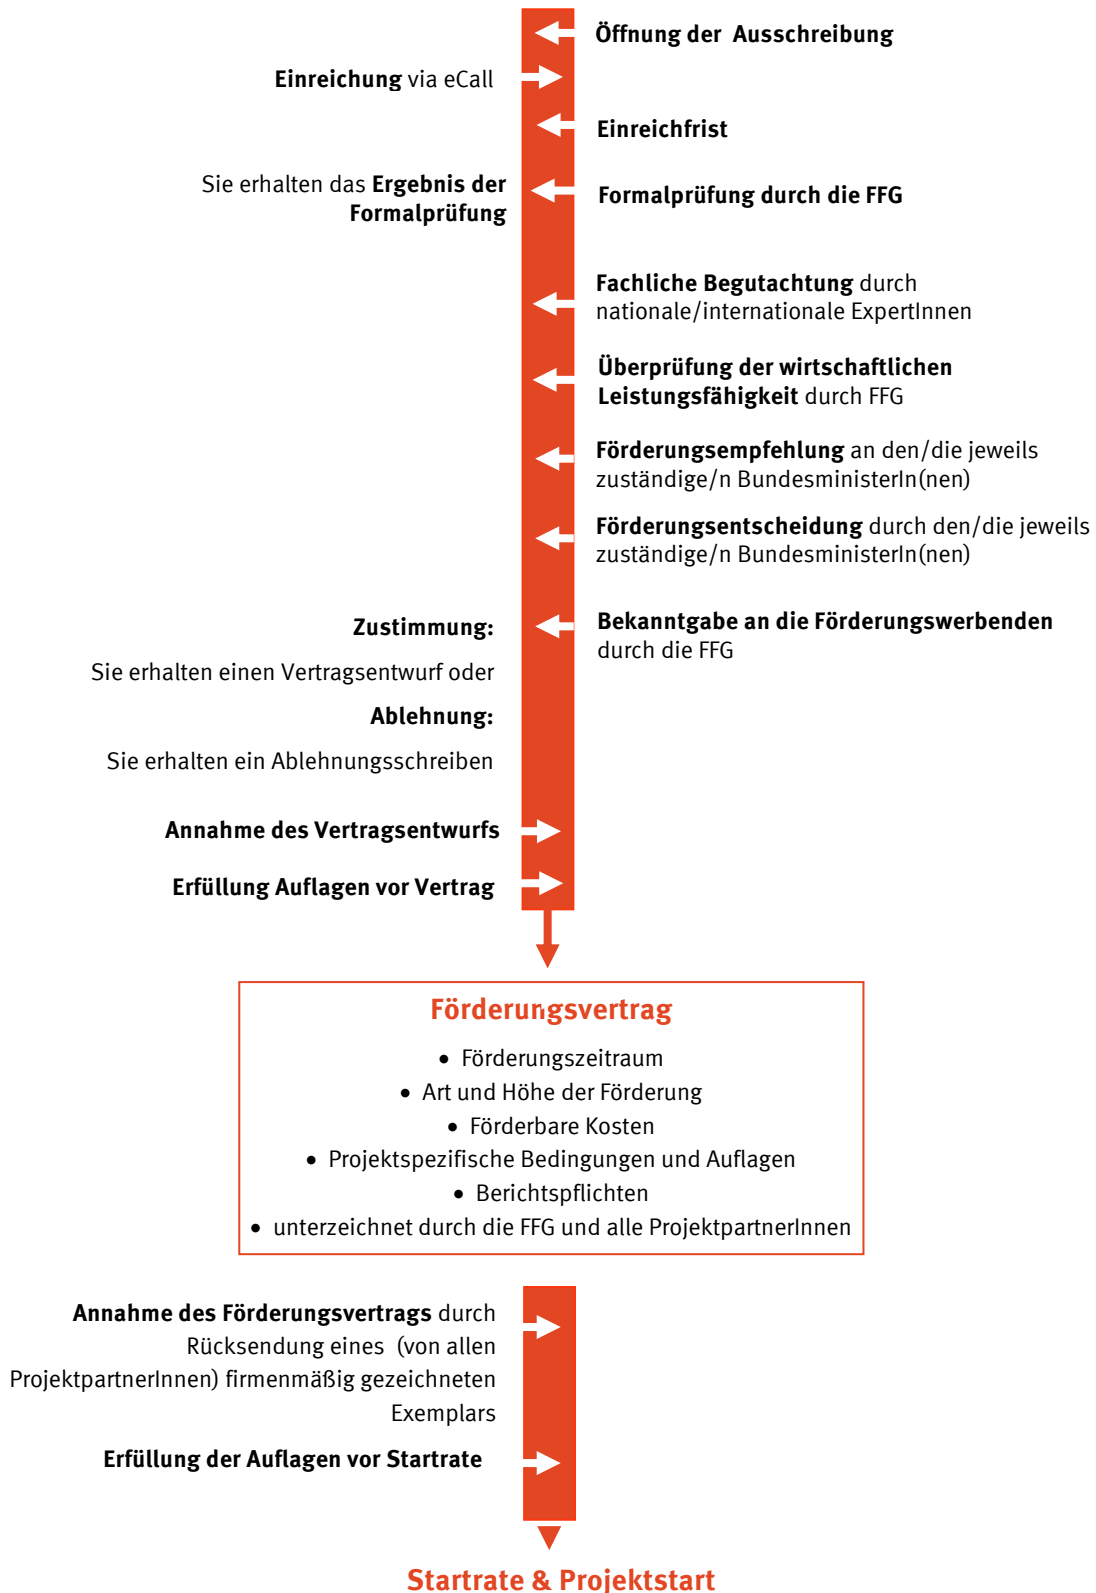 Öffnung der Ausschreibung
Einreichung via eCall
Einreichfrist
Sie erhalten das Ergebnis der
Formalprüfung
Formalprüfung durch die FFG
Fachliche Begutachtung durch
nationale/internationale ExpertInnen
Überprüfung der wirtschaftlichen
Leistungsfähigkeit durch FFG
Förderungsempfehlung an den/die jeweils
zuständige/n BundesministerIn(nen)
Förderungsentscheidung durch den/die jeweils
zuständige/n BundesministerIn(nen)
Bekanntgabe an die Förderungswerbenden
durch die FFG
Zustimmung:
Sie erhalten einen Vertragsentwurf oder
Ablehnung:
Sie erhalten ein Ablehnungsschreiben
Annahme des Vertragsentwurfs
Erfüllung Auflagen vor Vertrag
Förderungsvertrag
• Förderungszeitraum
• Art und Höhe der Förderung
• Förderbare Kosten
• Projektspezifische Bedingungen und Auflagen
• Berichtspflichten
• unterzeichnet durch die FFG und alle ProjektpartnerInnen
Annahme des Förderungsvertrags durch
Rücksendung eines (von allen
ProjektpartnerInnen) firmenmäßig gezeichneten
Exemplars
Erfüllung der Auflagen vor Startrate
Startrate & Projektstart